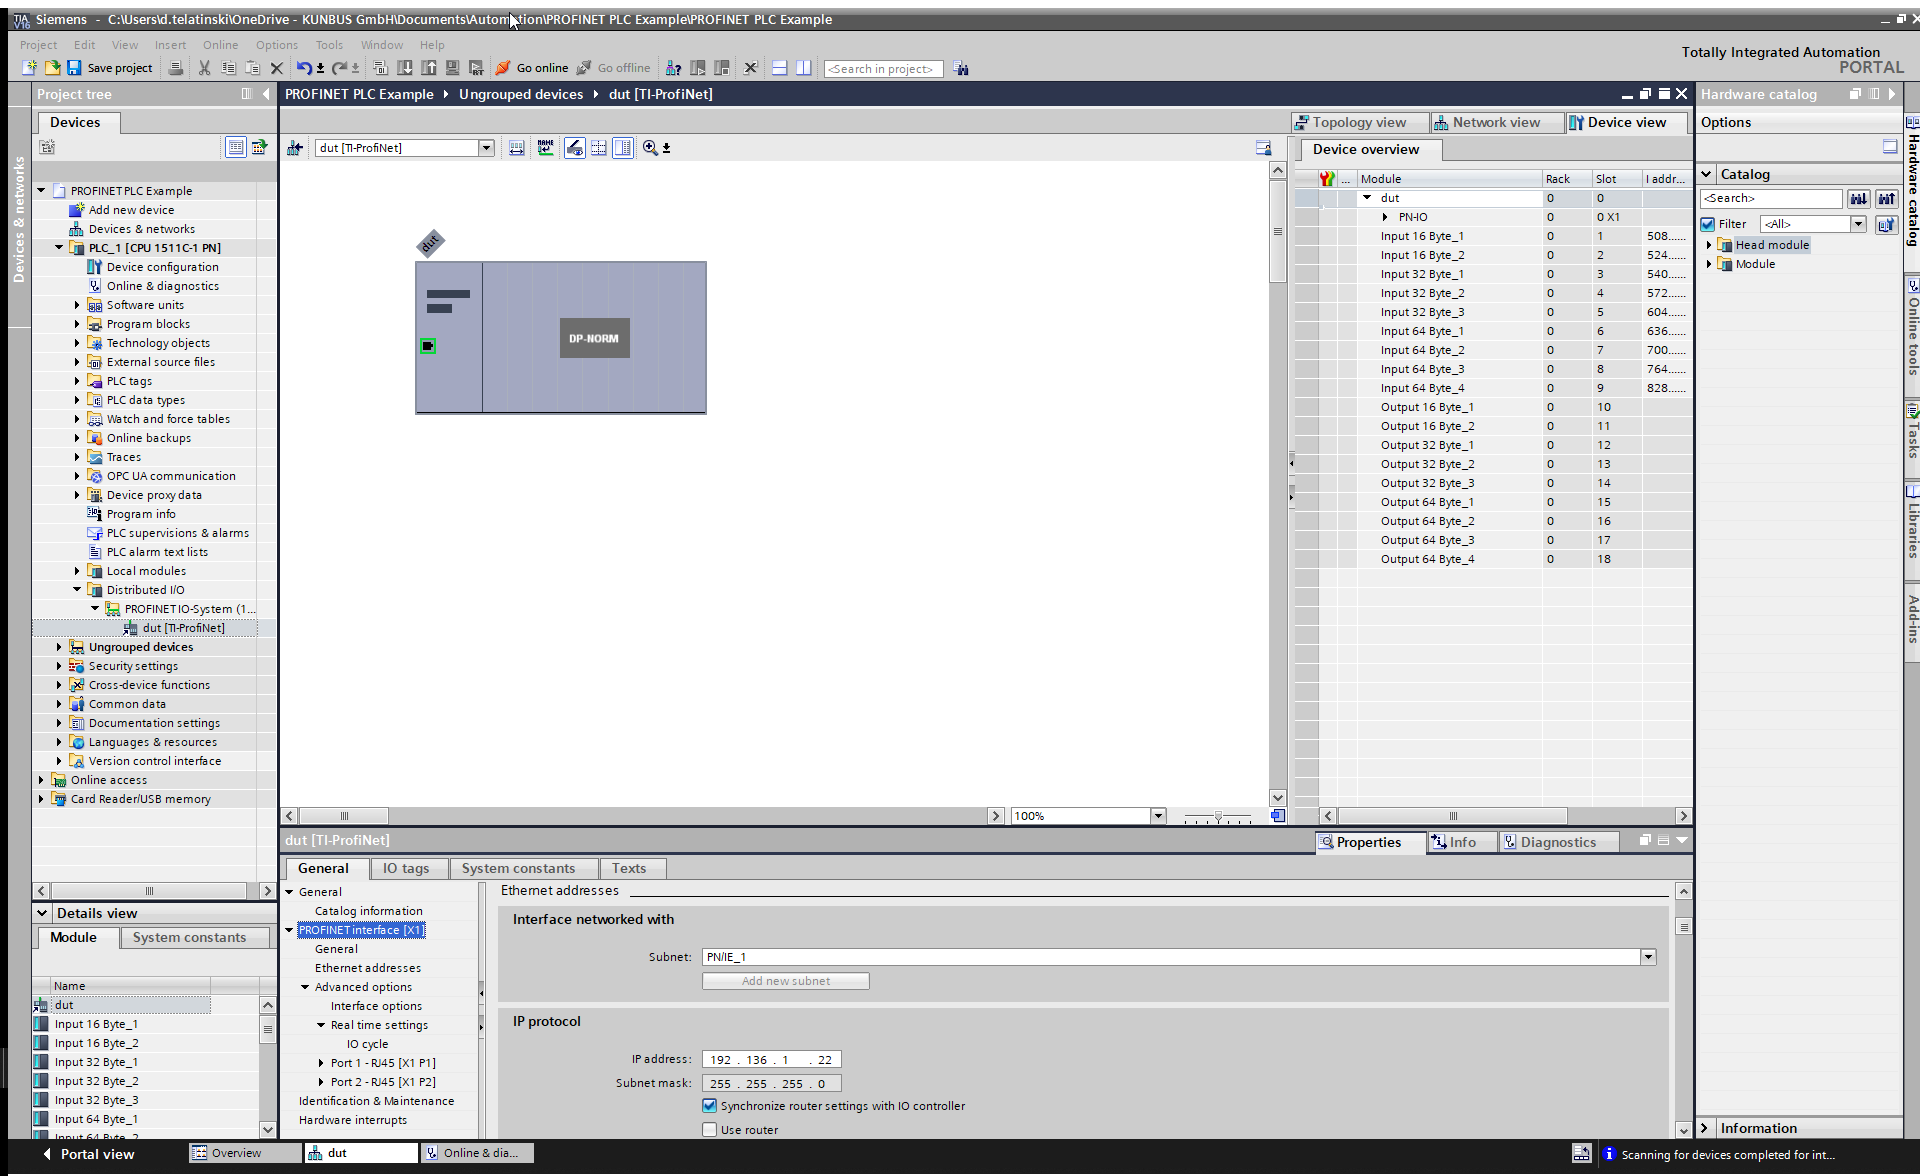 Siemens - C:\Users\d.telatinski\OneDrive - KUNBUS GmbH\Documents\Automation\PROFINET PLC Example\PROFINET PLC Example
Project Edit View Insert Online Options Tools Window Help
Totally Integrated Automation
PORTAL
Save project
Go online
Go offline
<Search in project>
Project tree
PROFINET PLC Example
Ungrouped devices
dut [TI-ProfiNet]
Hardware catalog
Devices
Devices & networks
PROFINET PLC Example
Add new device
Devices & networks
PLC_1 [CPU 1511C-1 PN]
Device configuration
Online & diagnostics
Software units
Program blocks
Technology objects
External source files
PLC tags
PLC data types
Watch and force tables
Online backups
Traces
OPC UA communication
Device proxy data
Program info
PLC supervisions & alarms
PLC alarm text lists
Local modules
Distributed I/O
PROFINET IO-System (1...
dut [TI-ProfiNet]
Ungrouped devices
Security settings
Cross-device functions
Common data
Documentation settings
Languages & resources
Version control interface
Online access
Card Reader/USB memory
Details view
Module
System constants
Name
dut
Input 16 Byte_1
Input 16 Byte_2
Input 32 Byte_1
Input 32 Byte_2
Input 32 Byte_3
Input 64 Byte_1
Input 64 Byte_2
Topology view
Network view
Device view
dut [TI-ProfiNet]
dut
DP-NORM
100%
Device overview
... Module Rack Slot I addr...
dut 0 0
PN-IO 0 0 X1
Input 16 Byte_1 0 1 508......
Input 16 Byte_2 0 2 524......
Input 32 Byte_1 0 3 540......
Input 32 Byte_2 0 4 572......
Input 32 Byte_3 0 5 604......
Input 64 Byte_1 0 6 636......
Input 64 Byte_2 0 7 700......
Input 64 Byte_3 0 8 764......
Input 64 Byte_4 0 9 828......
Output 16 Byte_1 0 10
Output 16 Byte_2 0 11
Output 32 Byte_1 0 12
Output 32 Byte_2 0 13
Output 32 Byte_3 0 14
Output 64 Byte_1 0 15
Output 64 Byte_2 0 16
Output 64 Byte_3 0 17
Output 64 Byte_4 0 18
Options
Catalog
<Search>
Filter
<All>
Head module
Module
Information
Hardware catalog
Online tools
Tasks
Libraries
Add-ins
dut [TI-ProfiNet]
Properties
Info
Diagnostics
General
IO tags
System constants
Texts
General
Catalog information
PROFINET interface [X1]
General
Ethernet addresses
Advanced options
Interface options
Real time settings
IO cycle
Port 1 - RJ45 [X1 P1]
Port 2 - RJ45 [X1 P2]
Identification & Maintenance
Hardware interrupts
Ethernet addresses
Interface networked with
Subnet: PN/IE_1
Add new subnet
IP protocol
IP address: 192 . 136 . 1 . 22
Subnet mask: 255 . 255 . 255 . 0
Synchronize router settings with IO controller
Use router
Portal view
Overview
dut
Online & dia...
Scanning for devices completed for int...